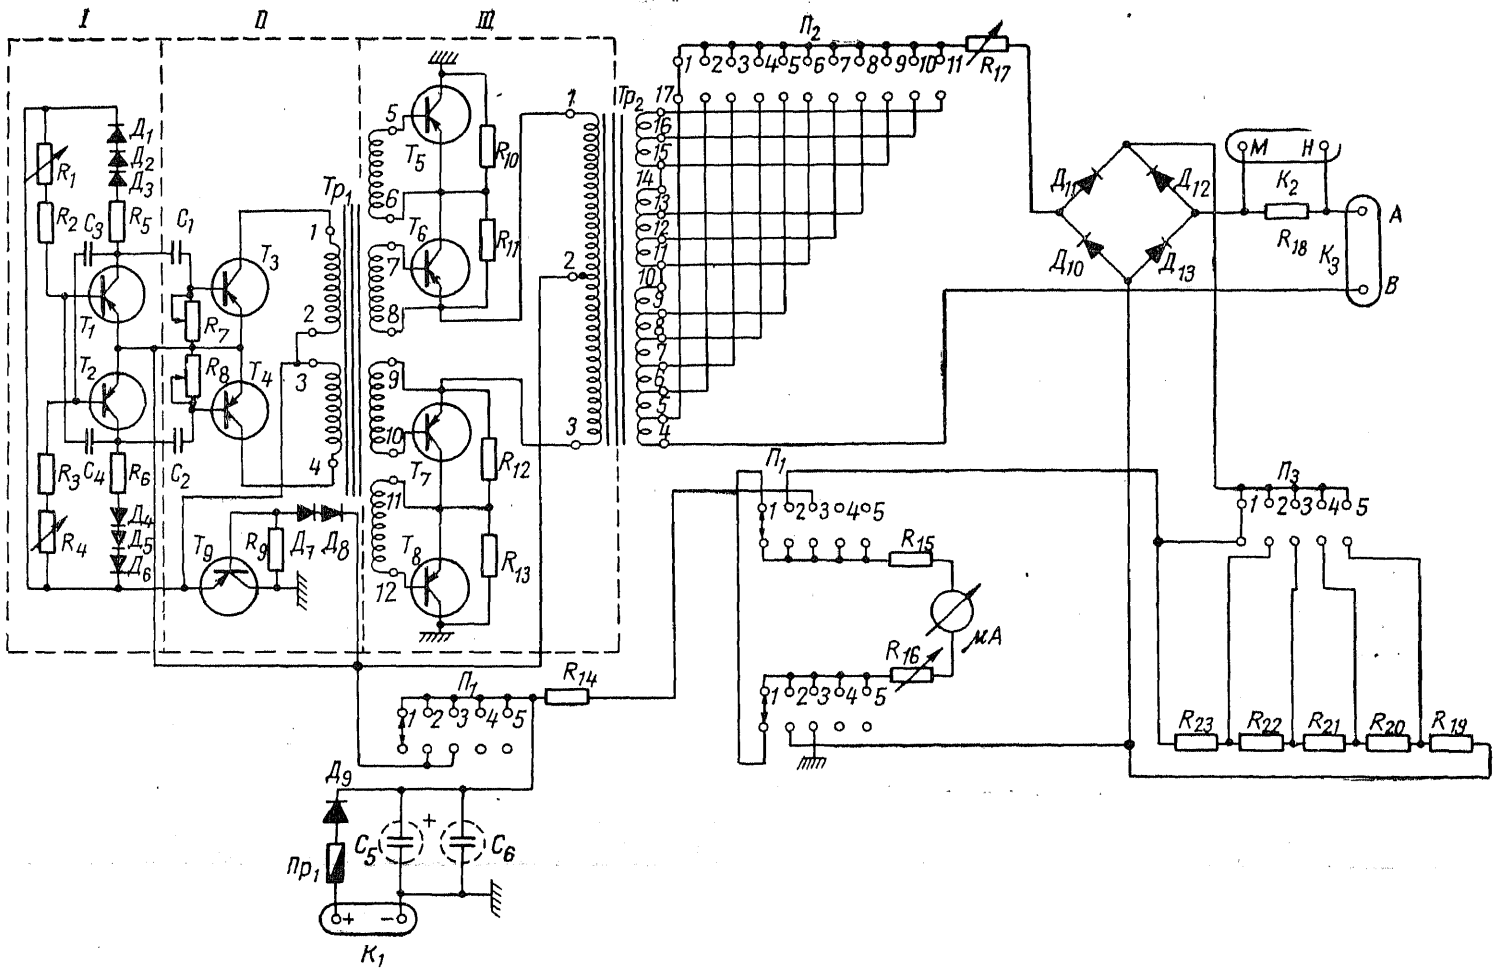 I II III
П2
1 2 3 4 5 6 7 8 9 10 11
R17
Д1
Д2
Д3
R1
R2
C3
R5
C1
T1
T2
R3
C4
R6
C2
R4
Д4
Д5
Д6
T3
R7
R8
T4
T9
R9
Д7
Д8
Тр1
1
2
3
4
5
6
7
8
9
10
11
12
T5
R10
T6
R11
T7
R12
T8
R13
1
2
3
Тр2
17
16
15
14
13
12
11
10
9
8
7
6
5
4
Д11
Д12
Д10
Д13
М Н
К2
R18
К3
А
В
П1
1 2 3 4 5
R15
μА
R16
1 2 3 4 5
П3
1 2 3 4 5
R23 R22 R21 R20 R19
R14
П1
1 2 3 4 5
Д9
Пр1
C5
+
C6
+ −
К1